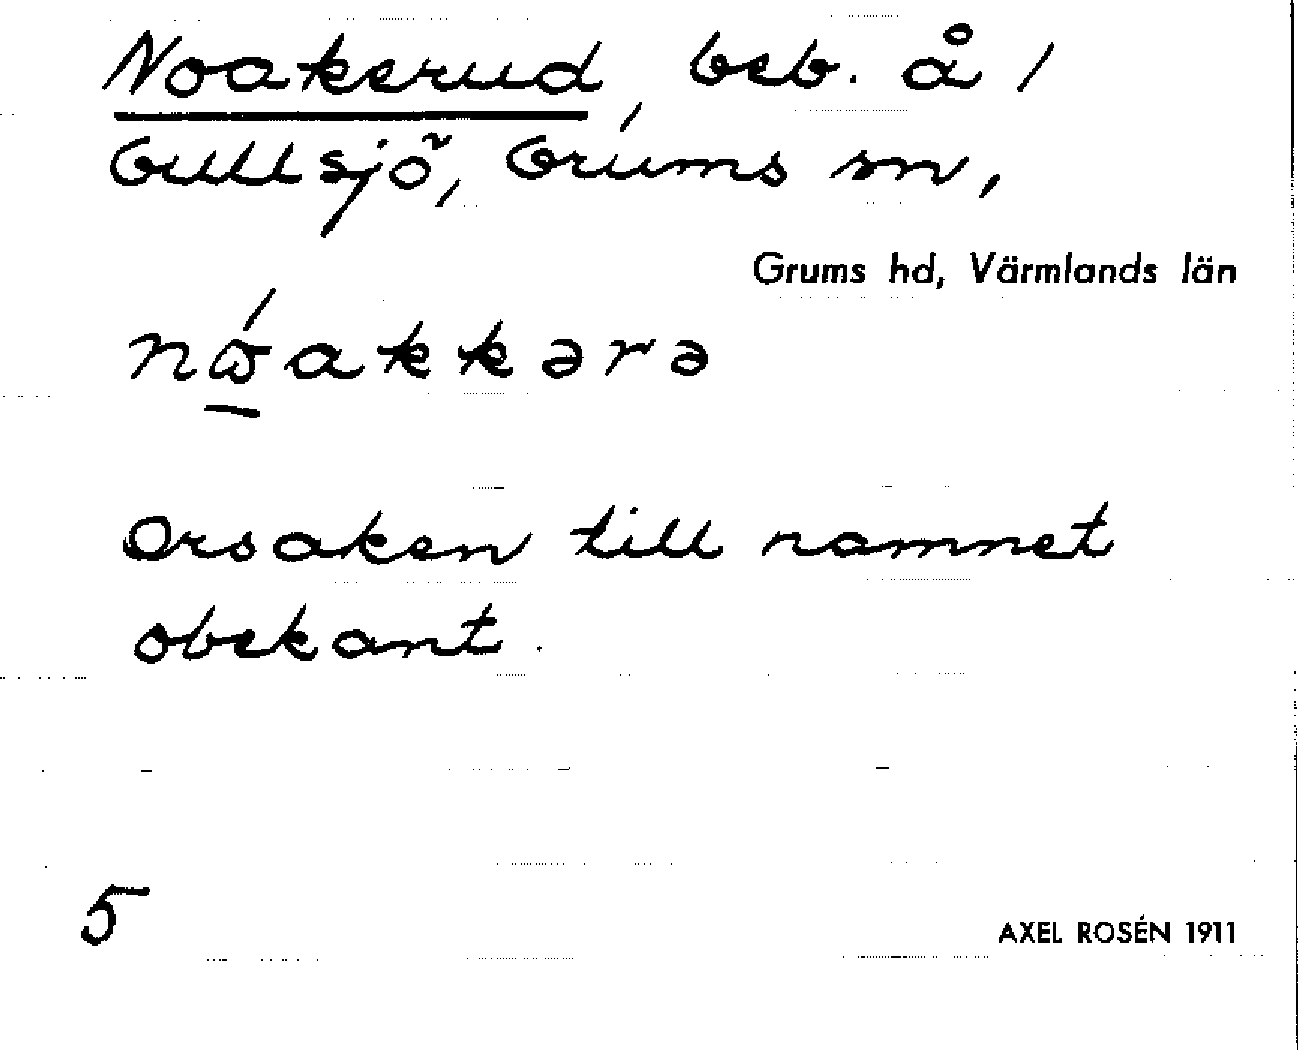 Noakerud, beb. å 1
Gullsjö, Grums sn,
Grums hd, Värmlands län
nώ̲akkərə
Orsaken till namnet
obekant.
5
AXEL ROSÉN 1911